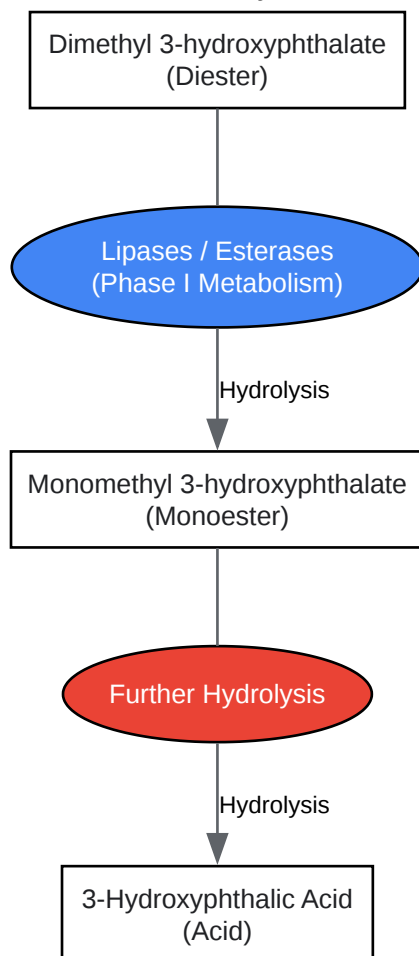 Dimethyl 3-hydroxyphthalate
(Diester)
Lipases / Esterases
(Phase I Metabolism)
Hydrolysis
Monomethyl 3-hydroxyphthalate
(Monoester)
Further Hydrolysis
Hydrolysis
3-Hydroxyphthalic Acid
(Acid)